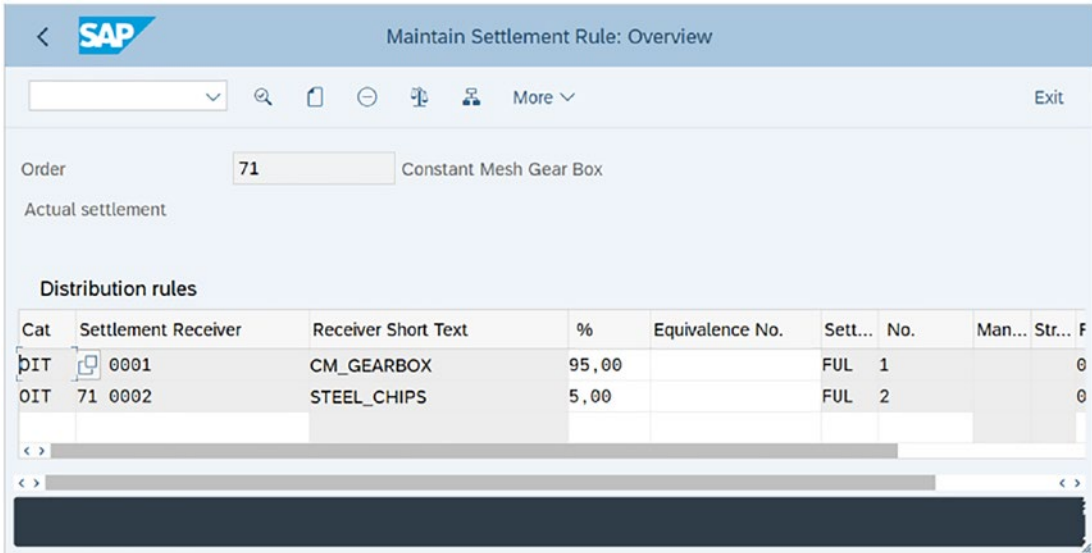 SAP Maintain Settlement Rule: Overview
More Exit
Order 71 Constant Mesh Gear Box
Actual settlement
Distribution rules
Cat Settlement Receiver Receiver Short Text % Equivalence No. Sett... No. Man... Str... F
OIT 0001 CM_GEARBOX 95,00 FUL 1 0
OIT 71 0002 STEEL_CHIPS 5,00 FUL 2 0